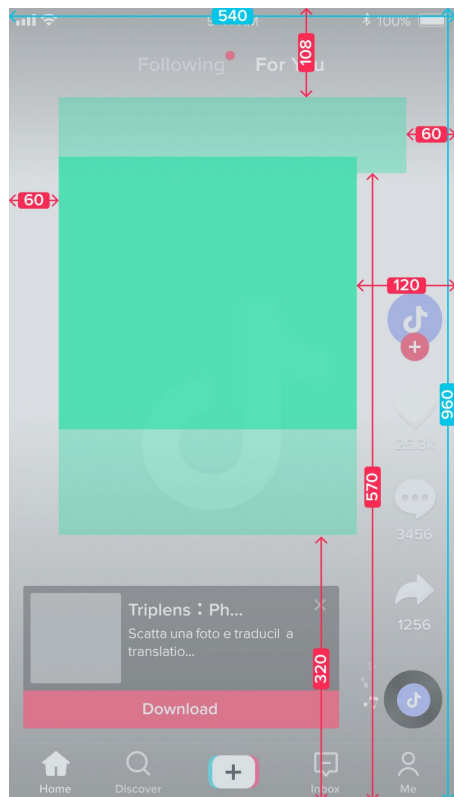 540
100%
108
Following
For You
60
60
120
960
25.3k
570
3456
1256
320
Triplens：Ph...
Scatta una foto e traducil a
translatio...
Download
Home
Discover
Inbox
Me